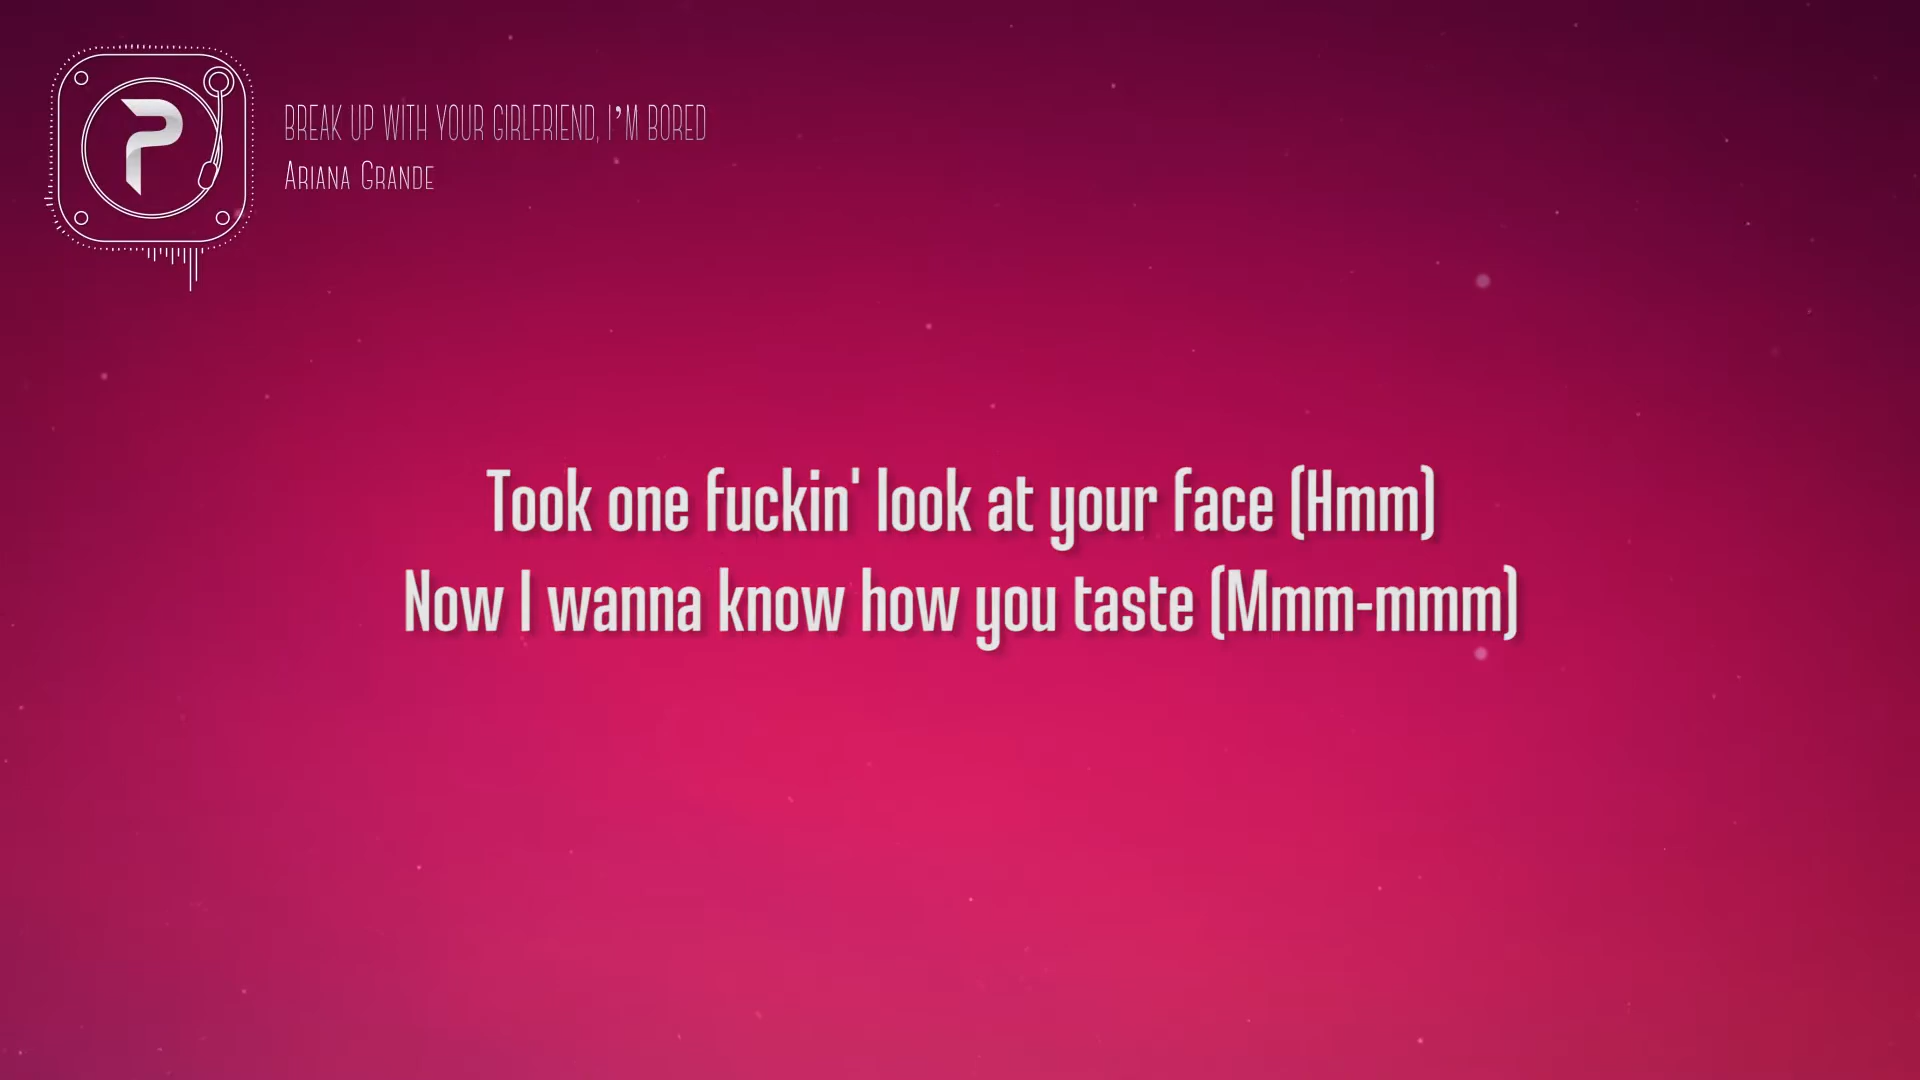 P
BREAK UP WITH YOUR GIRLFRIEND, I’M BORED
Ariana Grande
Took one fuckin' look at your face (Hmm)
Now I wanna know how you taste (Mmm-mmm)